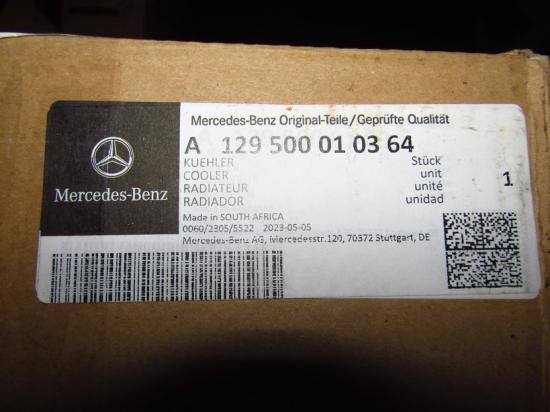 Mercedes-Benz Original-Teile/Geprüfte Qualität
A 129 500 01 03 64
KUEHLER Stück
COOLER unit
RADIATEUR unité 1
RADIADOR unidad
Mercedes-Benz
Made in SOUTH AFRICA
0060/2305/5522 2023-05-05
Mercedes-Benz AG, Mercedesstr.120, 70372 Stuttgart, DE